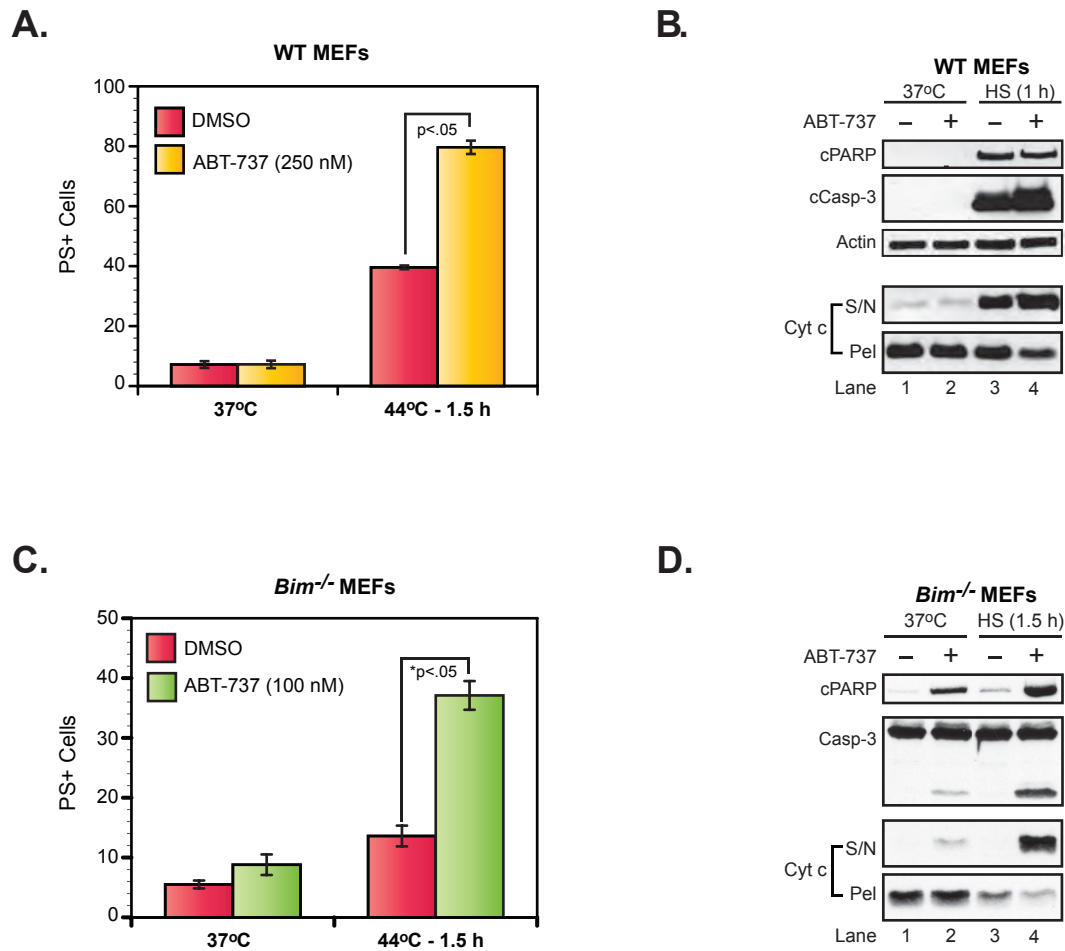 A.
WT MEFs
PS+ Cells
100
80
60
40
20
0
DMSO
ABT-737 (250 nM)
p<.05
37ºC
44ºC - 1.5 h
B.
WT MEFs
37ºC HS (1 h)
ABT-737 – + – +
cPARP
cCasp-3
Actin
Cyt c
S/N
Pel
Lane 1 2 3 4
C.
Bim-/- MEFs
PS+ Cells
50
40
30
20
10
0
DMSO
ABT-737 (100 nM)
*p<.05
37ºC
44ºC - 1.5 h
D.
Bim-/- MEFs
37ºC HS (1.5 h)
ABT-737 – + – +
cPARP
Casp-3
Cyt c
S/N
Pel
Lane 1 2 3 4